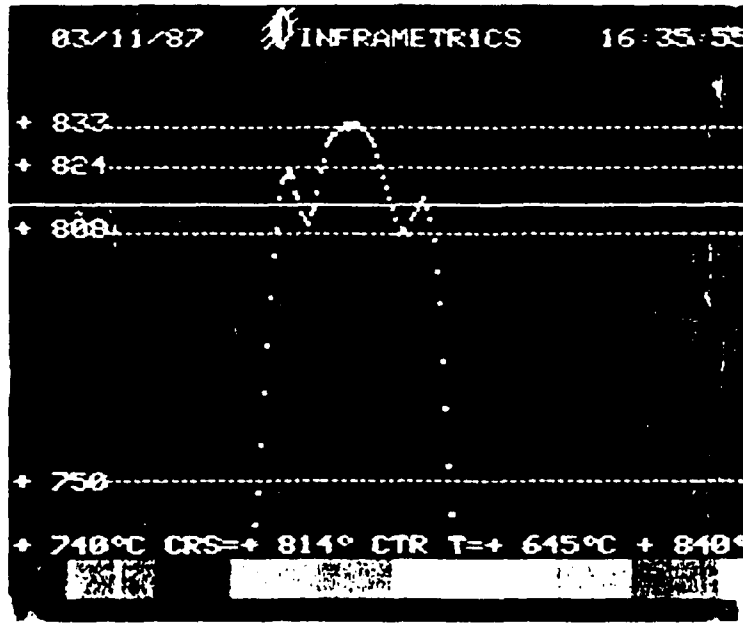 03/11/87 INFRAMETRICS 16:35:55
+ 833
+ 824
+ 808
+ 750
+ 740°C CRS=+ 814° CTR T=+ 645°C + 840°